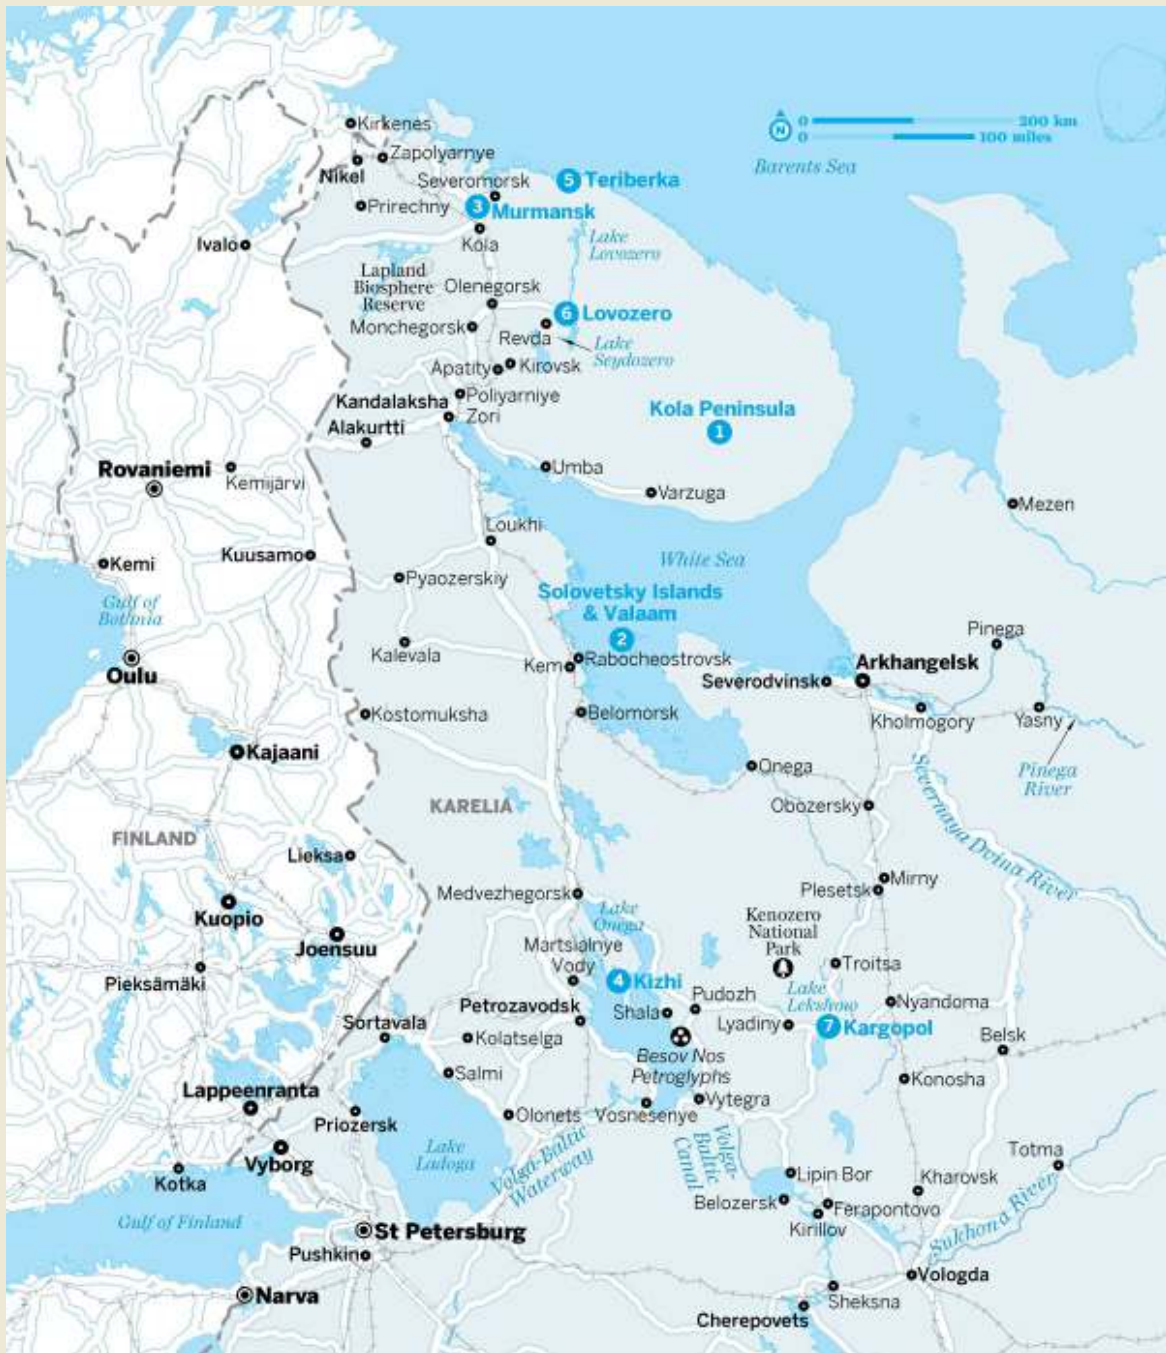 0 200 km
N
0 100 miles
Barents Sea
Kirkenes
Zapolyarnye
Nikel
Severomorsk
5 Teriberka
Prirechny
3 Murmansk
Ivalo
Kola
Lake
Lovozero
Lapland
Biosphere
Reserve
Olenegorsk
6 Lovozero
Monchegorsk
Revda
Lake
Seydozero
Apatity
Kirovsk
Poliyarniye
Zori
Kandalaksha
Alakurtti
Kola Peninsula
1
Rovaniemi
Kemijärvi
Umba
Varzuga
Mezen
Loukhi
Kemi
Kuusamo
White Sea
Pyaozerskiy
Gulf of
Bothnia
Solovetsky Islands
& Valaam
2
Pinega
Kalevala
Kem
Rabocheostrovsk
Oulu
Arkhangelsk
Severodvinsk
Kostomuksha
Belomorsk
Kholmogory
Yasny
Kajaani
Onega
Pinega
River
KARELIA
Obozersky
Severnaya Dvina River
FINLAND
Lieksa
Medvezhegorsk
Mirny
Plesetsk
Kuopio
Lake
Onega
Kenozero
National
Park
Joensuu
Martsialnye
Vody
Troitsa
Pieksämäki
4 Kizhi
Lake
Lekshmo
Petrozavodsk
Shala
Pudozh
Nyandoma
Sortavala
Lyadiny
7 Kargopol
Kolatselga
Belsk
Besov Nos
Petroglyphs
Salmi
Konosha
Lappeenranta
Priozersk
Olonets
Vosnesenye
Vytegra
Vyborg
Lake
Ladoga
Volga-Baltic
Waterway
Volga-
Baltic
Canal
Totma
Kotka
Lipin Bor
Kharovsk
Belozersk
Ferapontovo
Kirillov
Sukhona River
Gulf of Finland
St Petersburg
Pushkin
Vologda
Narva
Sheksna
Cherepovets